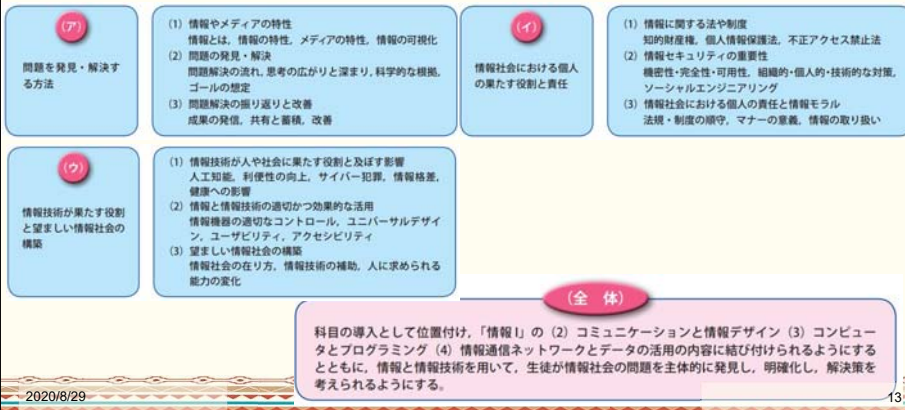 (ア)
問題を発見・解決す
る方法
(1) 情報やメディアの特性
情報とは，情報の特性，メディアの特性，情報の可視化
(2) 問題の発見・解決
問題解決の流れ，思考の広がりと深まり，科学的な根拠，
ゴールの想定
(3) 問題解決の振り返りと改善
成果の発信，共有と蓄積，改善
(イ)
情報社会における個人
の果たす役割と責任
(1) 情報に関する法や制度
知的財産権，個人情報保護法，不正アクセス禁止法
(2) 情報セキュリティの重要性
機密性・完全性・可用性，組織的・個人的・技術的な対策，
ソーシャルエンジニアリング
(3) 情報社会における個人の責任と情報モラル
法規・制度の順守，マナーの意義，情報の取り扱い
(ウ)
情報技術が果たす役割
と望ましい情報社会の
構築
(1) 情報技術が人や社会に果たす役割と及ぼす影響
人工知能，利便性の向上，サイバー犯罪，情報格差，
健康への影響
(2) 情報と情報技術の適切かつ効果的な活用
情報機器の適切なコントロール，ユニバーサルデザイ
ン，ユーザビリティ，アクセシビリティ
(3) 望ましい情報社会の構築
情報社会の在り方，情報技術の補助，人に求められる
能力の変化
(全 体)
科目の導入として位置付け，「情報Ⅰ」の (2) コミュニケーションと情報デザイン (3) コンピュー
タとプログラミング (4) 情報通信ネットワークとデータの活用の内容に結び付けられるようにする
とともに，情報と情報技術を用いて，生徒が情報社会の問題を主体的に発見し，明確化し，解決策を
考えられるようにする。
2020/8/29
13